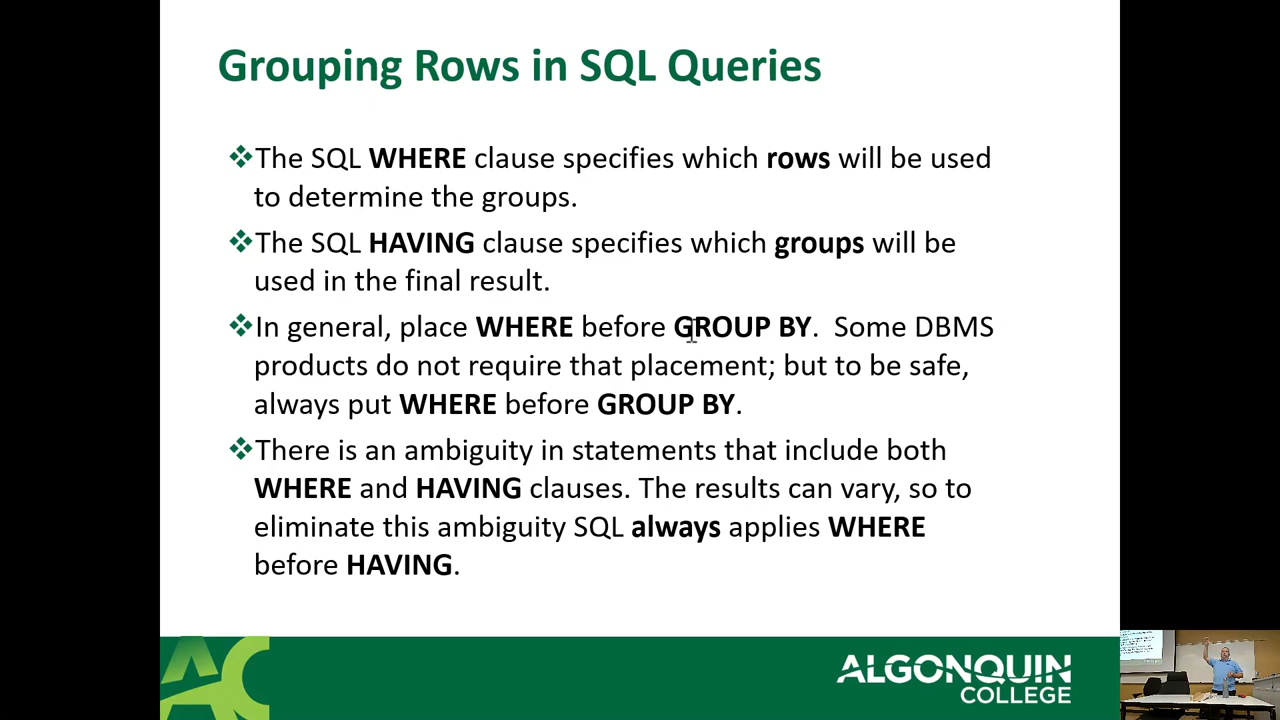 Grouping Rows in SQL Queries
❖The SQL WHERE clause specifies which rows will be used
to determine the groups.
❖The SQL HAVING clause specifies which groups will be
used in the final result.
❖In general, place WHERE before GROUP BY. Some DBMS
products do not require that placement; but to be safe,
always put WHERE before GROUP BY.
❖There is an ambiguity in statements that include both
WHERE and HAVING clauses. The results can vary, so to
eliminate this ambiguity SQL always applies WHERE
before HAVING.
AC
ALGONQUIN
COLLEGE